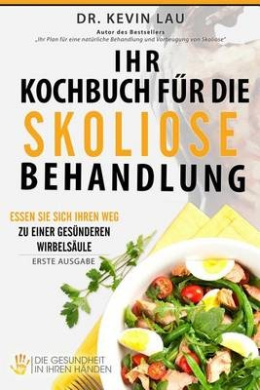 DR. KEVIN LAU
Autor des Bestsellers
„Ihr Plan für eine natürliche Behandlung und Vorbeugung von Skoliose“
IHR
KOCHBUCH FÜR DIE
SKOLIOSE
BEHANDLUNG
ESSEN SIE SICH IHREN WEG
ZU EINER GESÜNDEREN
WIRBELSÄULE
ERSTE AUSGABE
DIE GESUNDHEIT
IN IHREN HÄNDEN